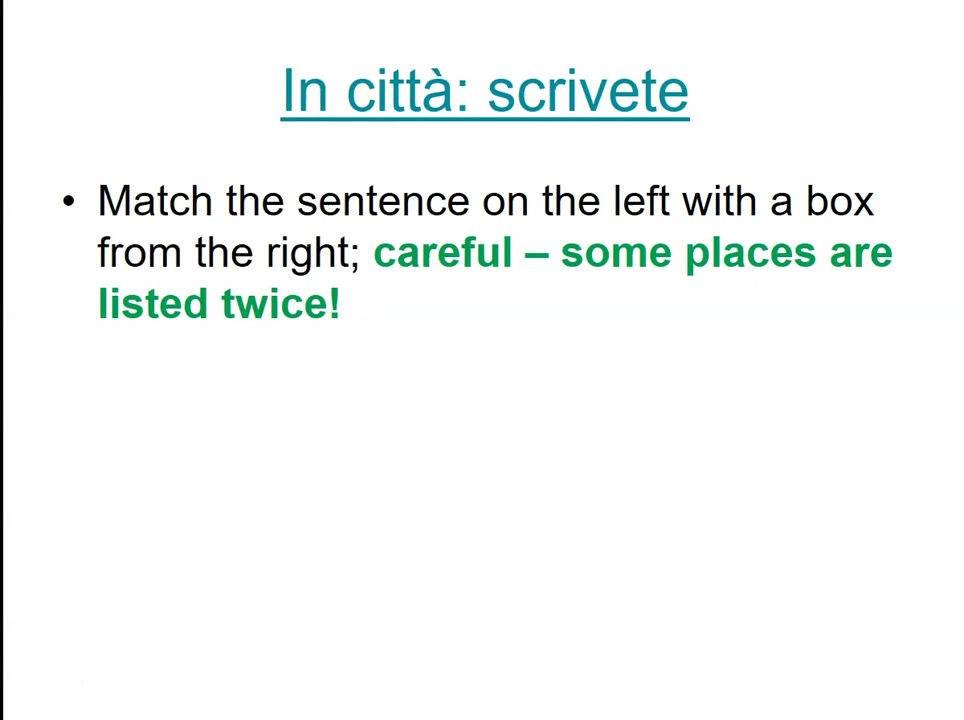 In città: scrivete
• Match the sentence on the left with a box
from the right; careful – some places are
listed twice!